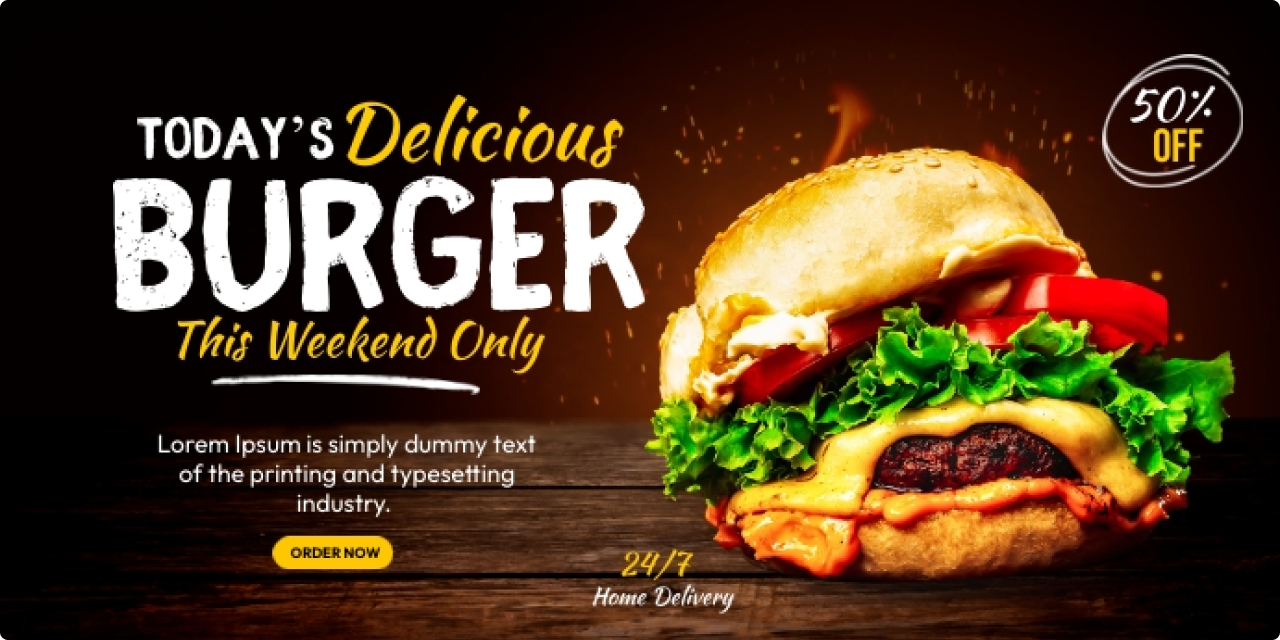 TODAY'S Delicious
BURGER
This Weekend Only
50%
OFF
Lorem Ipsum is simply dummy text
of the printing and typesetting
industry.
ORDER NOW
24/7
Home Delivery